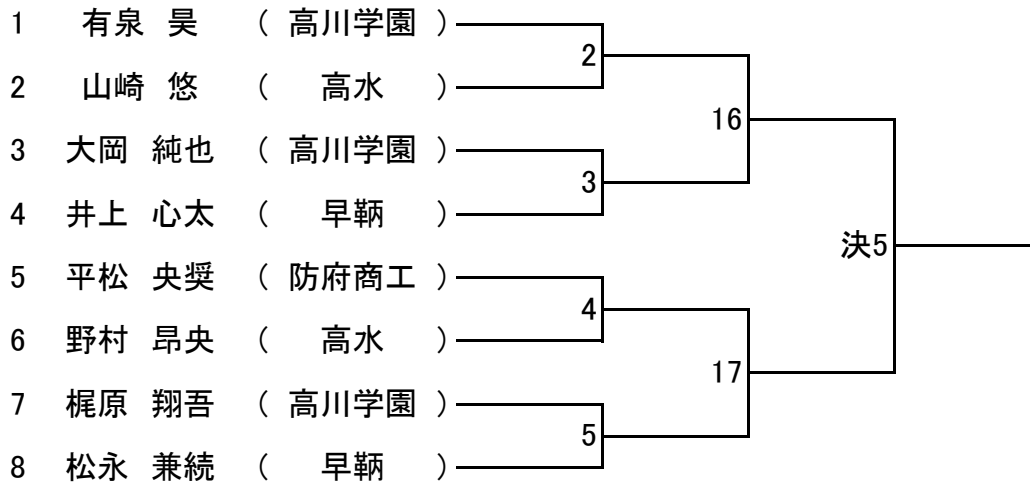 1 有泉 昊 ( 高川学園 )
2
2 山崎 悠 ( 高水 )
16
3 大岡 純也 ( 高川学園 )
3
4 井上 心太 ( 早鞆 )
決5
5 平松 央奨 ( 防府商工 )
4
6 野村 昂央 ( 高水 )
17
7 梶原 翔吾 ( 高川学園 )
5
8 松永 兼続 ( 早鞆 )